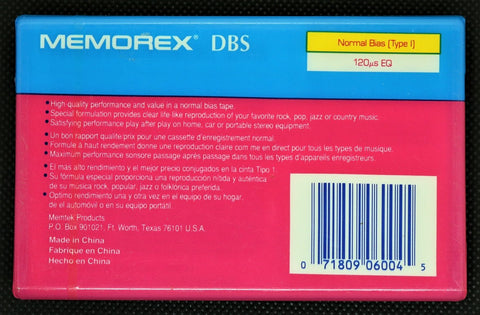 MEMOREX® DBS
Normal Bias [Type I]
120µs EQ
• High quality performance and value in a normal bias tape.
• Special formulation provides clear life-like reproduction of your favorite rock, pop, jazz or country music.
• Satisfying performance play after play on home, car or portable stereo equipment.
• Un bon rapport qualite-prix pour une cassette d'enregistrement normal.
• Formule à haut rendement donne une reproduction claire com me en direct pour tous les types de musique.
• Maximum performance sonsore passage après passage dans tous les types d'appareils enregistreurs.
• El mas alto rendimiento y el mejor precio conjugados en la cinta Tipo 1.
• Su fórmula especial proporciona una reproducción nítida y auténtica
de su música rock, popular, jazz o folklórica preferida.
• Optimo rendimiento una y otra vez en el equipo de su hogar,
de el automóvil o en su equipo portátil.
Memtek Products
P.O. Box 901021, Ft. Worth, Texas 76101 U.S.A.
Made in China
Fabrique en China
Hecho en China
0 71809 06004 5